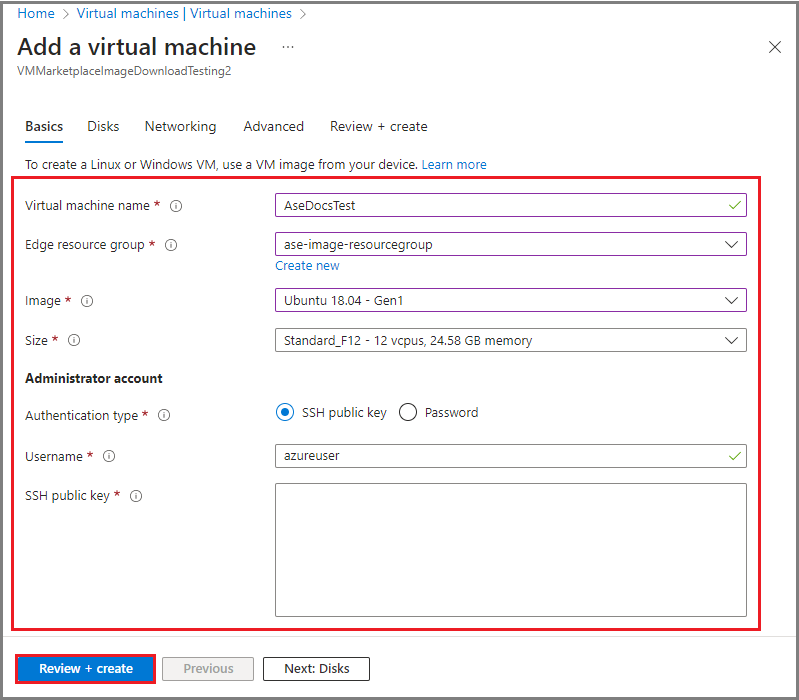 Home > Virtual machines | Virtual machines >
Add a virtual machine ...
VMMarketplaceImageDownloadTesting2
Basics Disks Networking Advanced Review + create
To create a Linux or Windows VM, use a VM image from your device. Learn more
Virtual machine name * AseDocsTest
Edge resource group * ase-image-resourcegroup
Create new
Image * Ubuntu 18.04 - Gen1
Size * Standard_F12 - 12 vcpus, 24.58 GB memory
Administrator account
Authentication type * SSH public key Password
Username * azureuser
SSH public key *
Review + create Previous Next: Disks